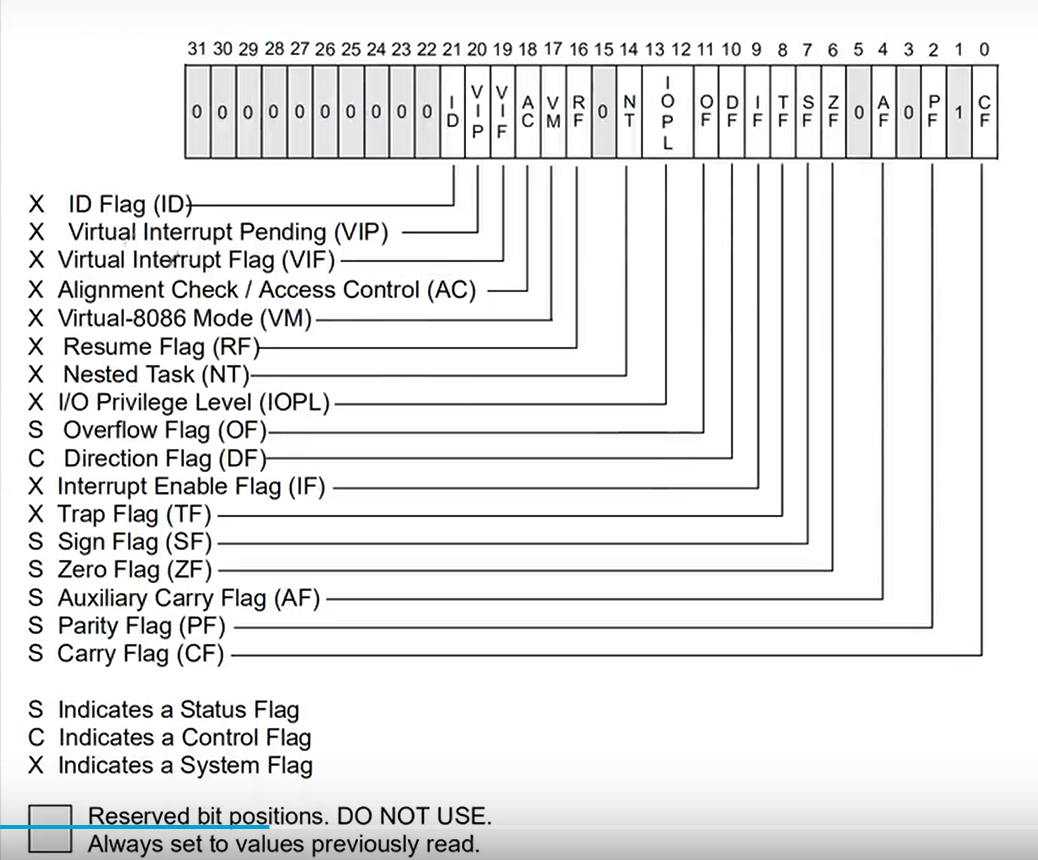 31 30 29 28 27 26 25 24 23 22 21 20 19 18 17 16 15 14 13 12 11 10 9 8 7 6 5 4 3 2 1 0
0 0 0 0 0 0 0 0 0 0 ID VIP VIF AC VM RF 0 NT IOPL OF DF IF TF SF ZF 0 AF 0 PF 1 CF
X ID Flag (ID)
X Virtual Interrupt Pending (VIP)
X Virtual Interrupt Flag (VIF)
X Alignment Check / Access Control (AC)
X Virtual-8086 Mode (VM)
X Resume Flag (RF)
X Nested Task (NT)
X I/O Privilege Level (IOPL)
S Overflow Flag (OF)
C Direction Flag (DF)
X Interrupt Enable Flag (IF)
X Trap Flag (TF)
S Sign Flag (SF)
S Zero Flag (ZF)
S Auxiliary Carry Flag (AF)
S Parity Flag (PF)
S Carry Flag (CF)
S Indicates a Status Flag
C Indicates a Control Flag
X Indicates a System Flag
Reserved bit positions. DO NOT USE.
Always set to values previously read.